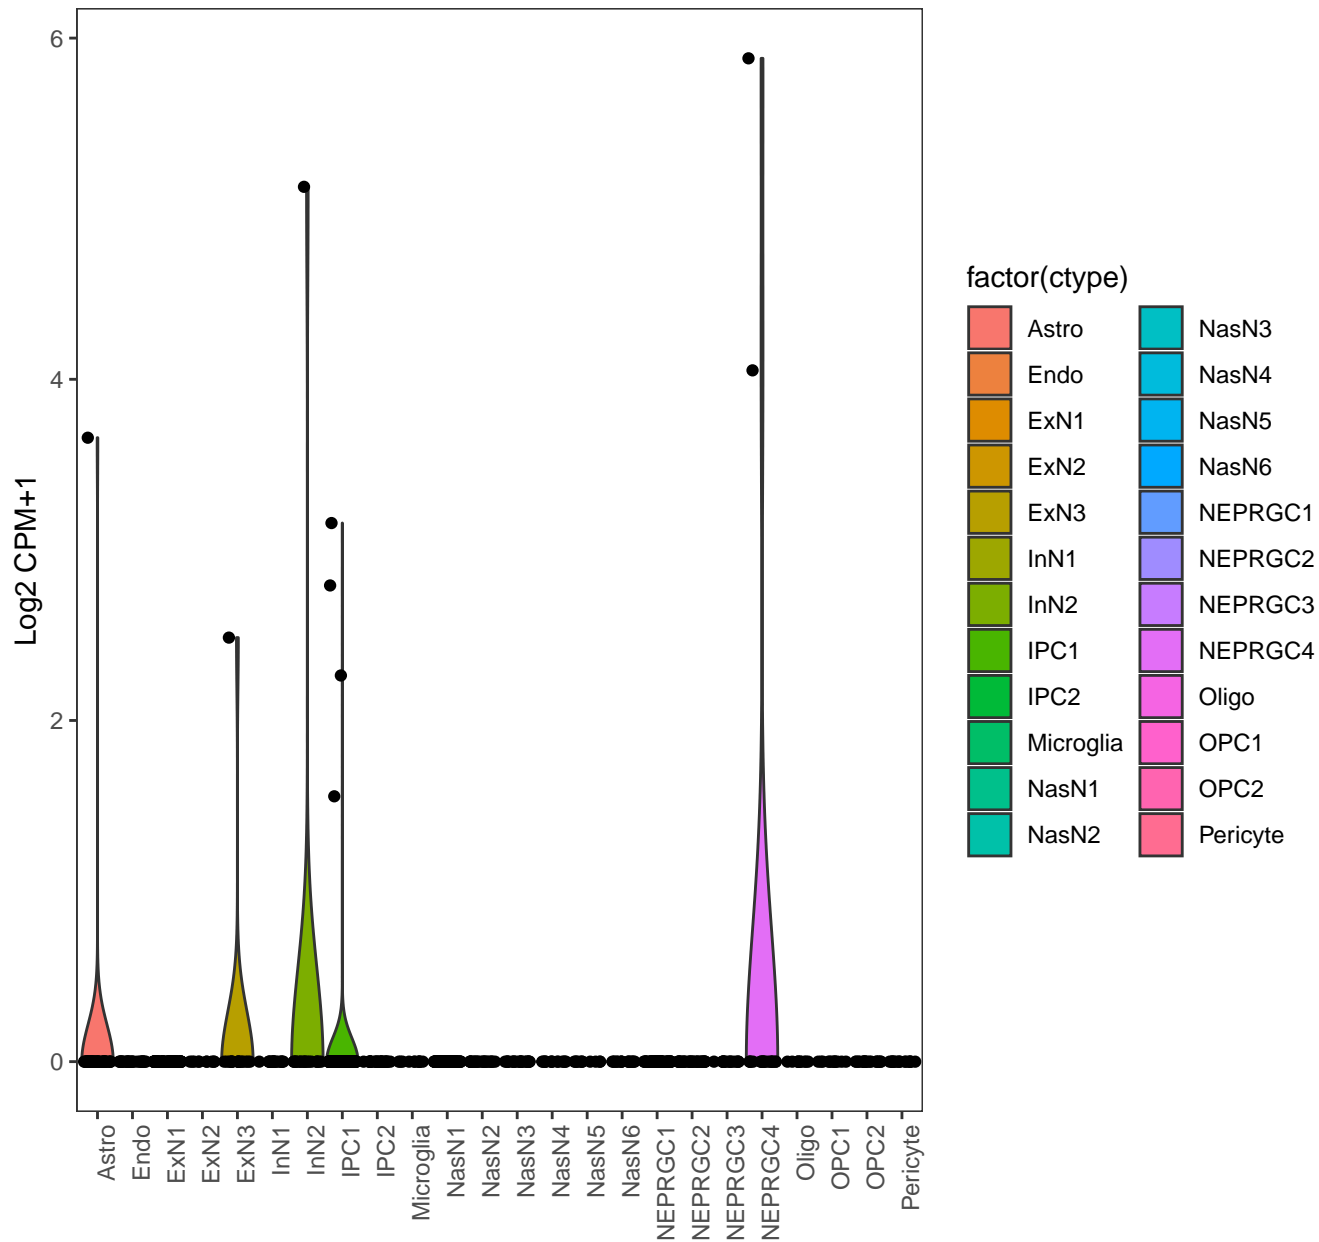 6
4
2
0
Log2 CPM+1
Astro
Endo
ExN1
ExN2
ExN3
InN1
InN2
IPC1
IPC2
Microglia
NasN1
NasN2
NasN3
NasN4
NasN5
NasN6
NEPRGC1
NEPRGC2
NEPRGC3
NEPRGC4
Oligo
OPC1
OPC2
Pericyte
factor(ctype)
Astro
Endo
ExN1
ExN2
ExN3
InN1
InN2
IPC1
IPC2
Microglia
NasN1
NasN2
NasN3
NasN4
NasN5
NasN6
NEPRGC1
NEPRGC2
NEPRGC3
NEPRGC4
Oligo
OPC1
OPC2
Pericyte